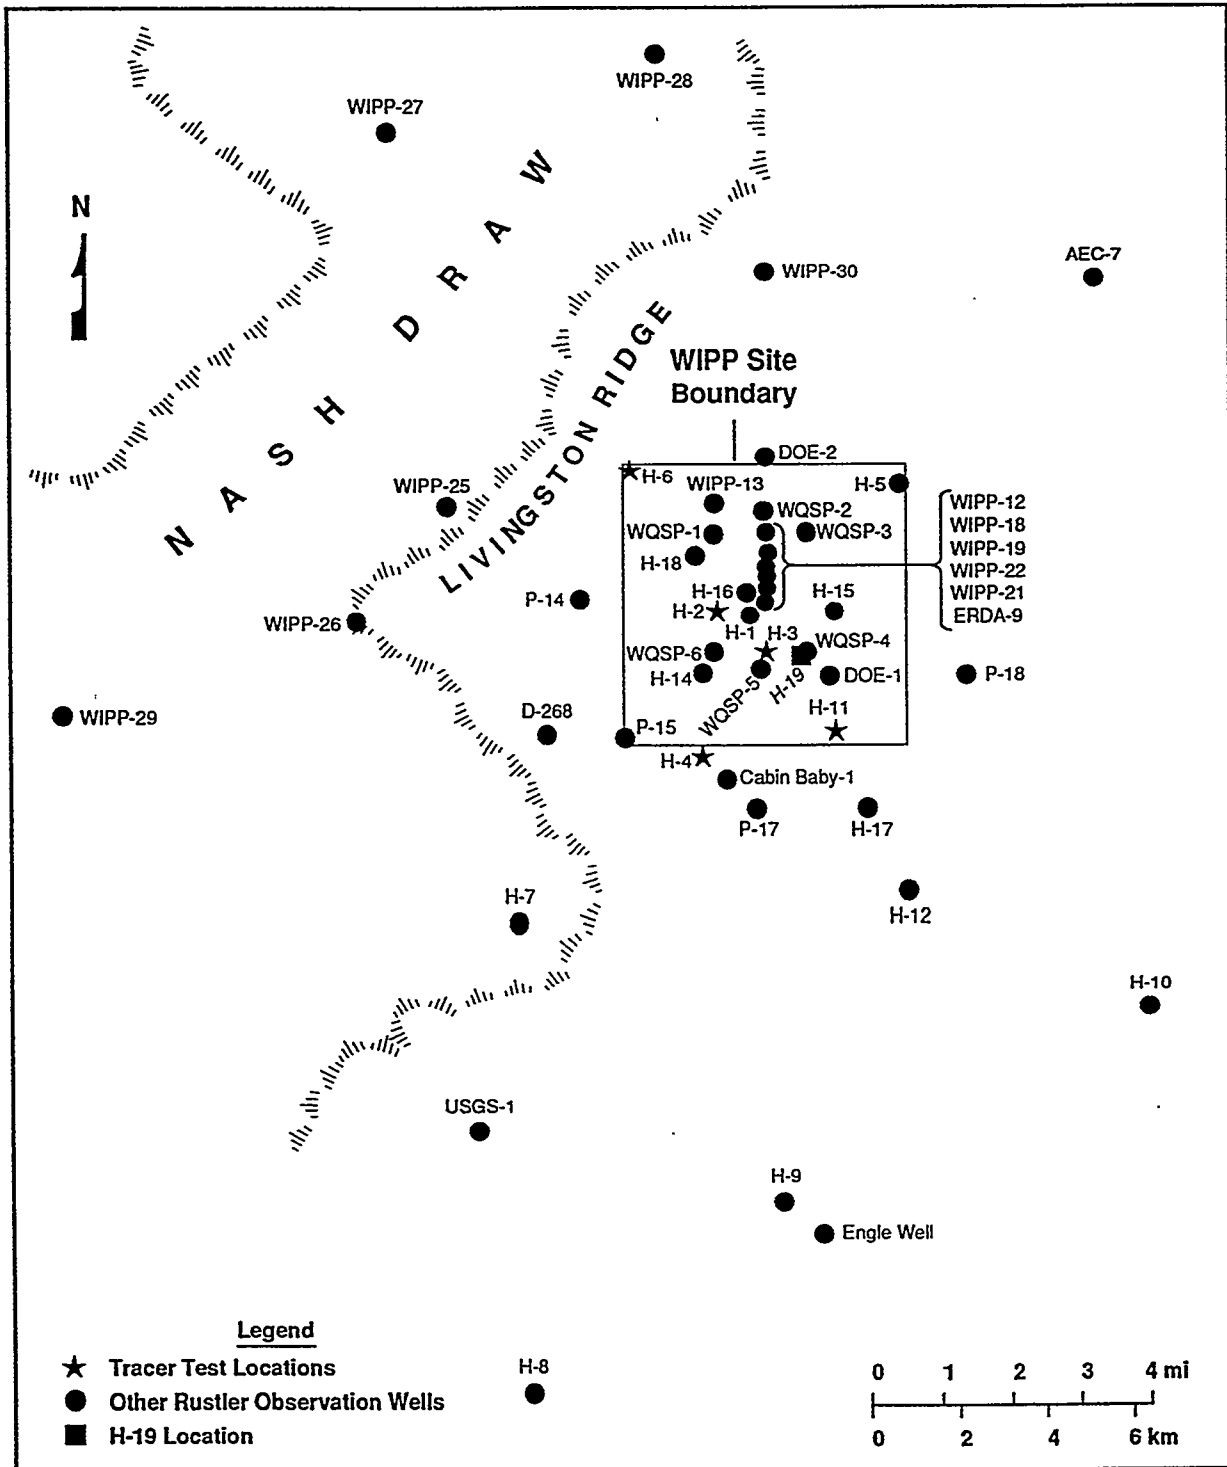 WIPP-28
WIPP-27
NASH DRAW
N
AEC-7
WIPP-30
LIVINGSTON RIDGE
WIPP Site
Boundary
DOE-2
H-6
H-5
WIPP-13
WIPP-25
WQSP-2
WIPP-12
WIPP-18
WIPP-19
WIPP-22
WIPP-21
ERDA-9
WQSP-1
WQSP-3
H-18
H-16
H-15
P-14
H-2
H-1
H-3
WIPP-26
WQSP-4
WQSP-6
H-14
WQSP-5
H-19
DOE-1
P-18
H-11
WIPP-29
D-268
P-15
H-4
Cabin Baby-1
P-17
H-17
H-7
H-12
H-10
USGS-1
H-9
Engle Well
Legend
Tracer Test Locations
Other Rustler Observation Wells
H-19 Location
H-8
0 1 2 3 4 mi
0 2 4 6 km